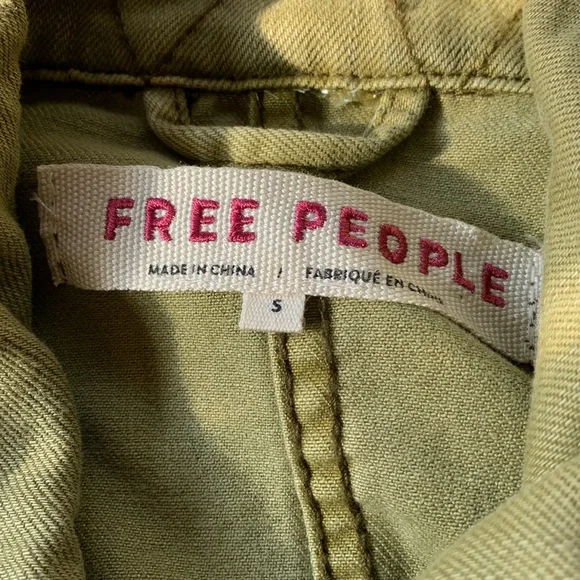 FREE PEOPLE
MADE IN CHINA / FABRIQUÉ EN CHINE
S